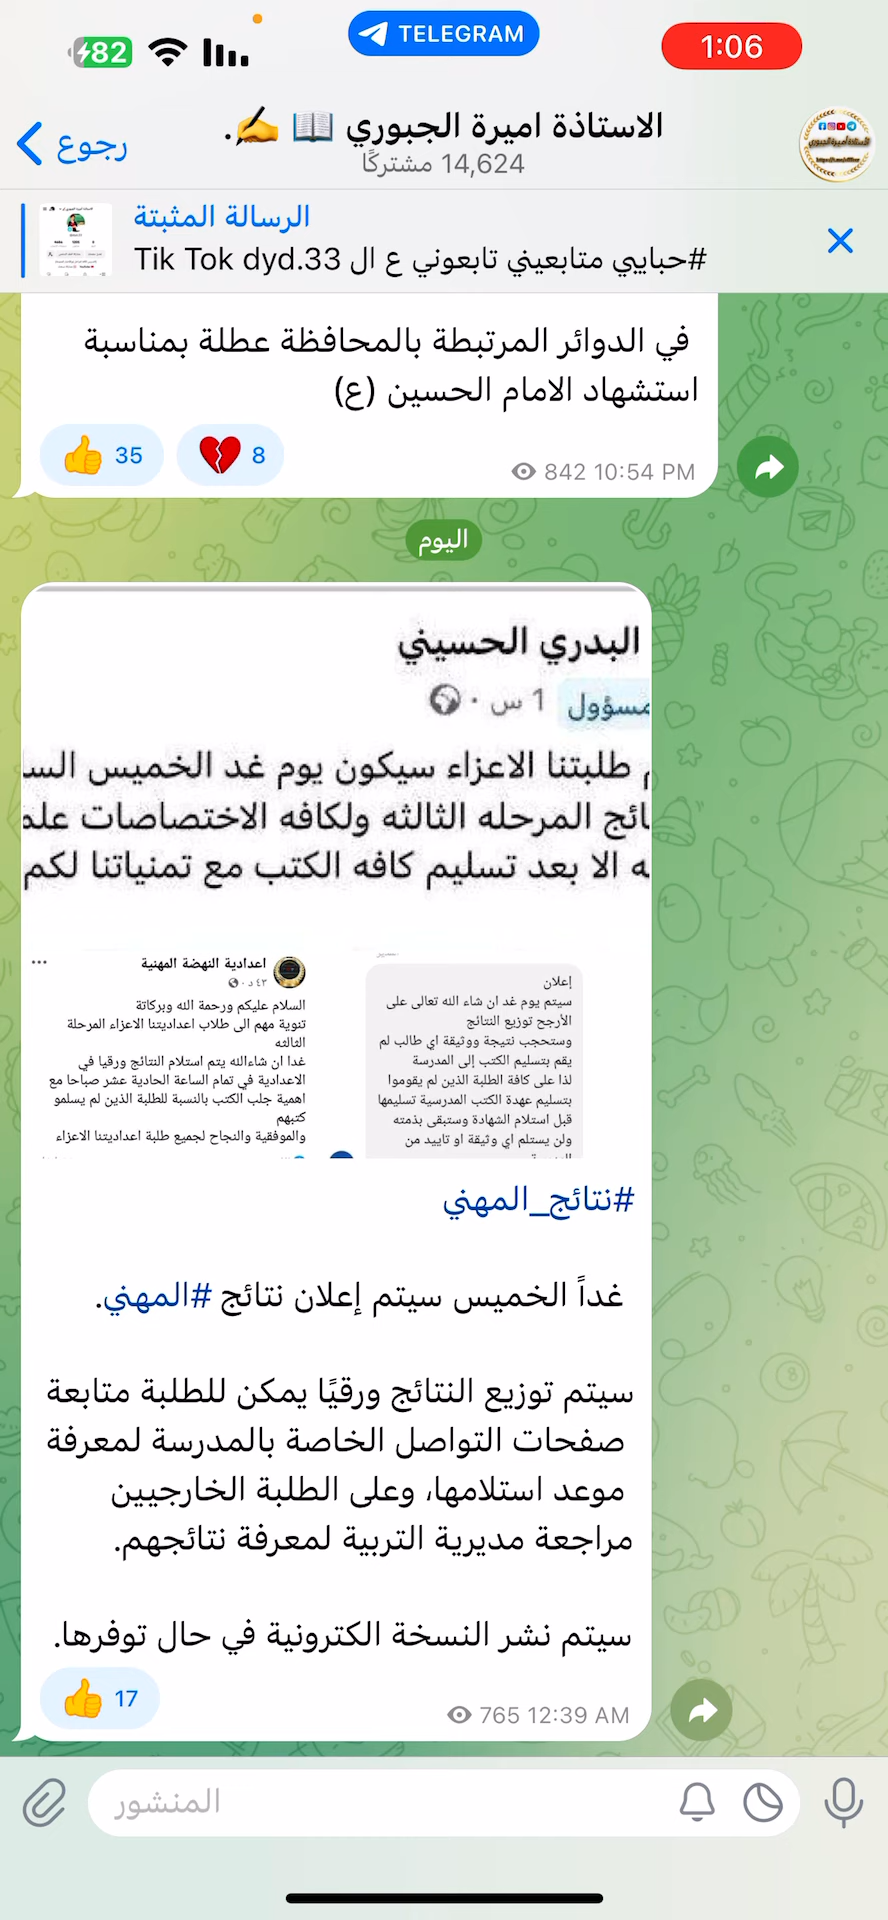 82
TELEGRAM
1:06
رجوع
الاستاذة اميرة الجبوري 📖 ✍️.
14,624 مشتركًا
الرسالة المثبتة
#حبايبي متابعيني تابعوني ع ال Tik Tok dyd.33
في الدوائر المرتبطة بالمحافظة عطلة بمناسبة
استشهاد الامام الحسين (ع)
35
8
842 10:54 PM
اليوم
البدري الحسيني
مسؤول
1 س ·
م طلبتنا الاعزاء سيكون يوم غد الخميس الس
ائج المرحله الثالثه ولكافه الاختصاصات علم
ه الا بعد تسليم كافه الكتب مع تمنياتنا لكم
اعدادية النهضة المهنية
٤٣ د ·
السلام عليكم ورحمة الله وبركاتة
تنوية مهم الى طلاب اعداديتنا الاعزاء المرحلة
الثالثه
غدا ان شاءالله يتم استلام النتائج ورقيا في
الاعدادية في تمام الساعة الحادية عشر صباحا مع
اهمية جلب الكتب بالنسبة للطلبة الذين لم يسلمو
كتبهم
والموفقية والنجاح لجميع طلبة اعداديتنا الاعزاء
إعلان
سيتم يوم غد ان شاء الله تعالى على
الأرجح توزيع النتائج
وستحجب نتيجة ووثيقة اي طالب لم
يقم بتسليم الكتب إلى المدرسة
لذا على كافة الطلبة الذين لم يقوموا
بتسليم عهدة الكتب المدرسية تسليمها
قبل استلام الشهادة وستبقى بذمته
ولن يستلم اي وثيقة او تاييد من
#نتائج_المهني
غداً الخميس سيتم إعلان نتائج #المهني.
سيتم توزيع النتائج ورقيًا يمكن للطلبة متابعة
صفحات التواصل الخاصة بالمدرسة لمعرفة
موعد استلامها، وعلى الطلبة الخارجيين
مراجعة مديرية التربية لمعرفة نتائجهم.
سيتم نشر النسخة الكترونية في حال توفرها.
17
765 12:39 AM
المنشور